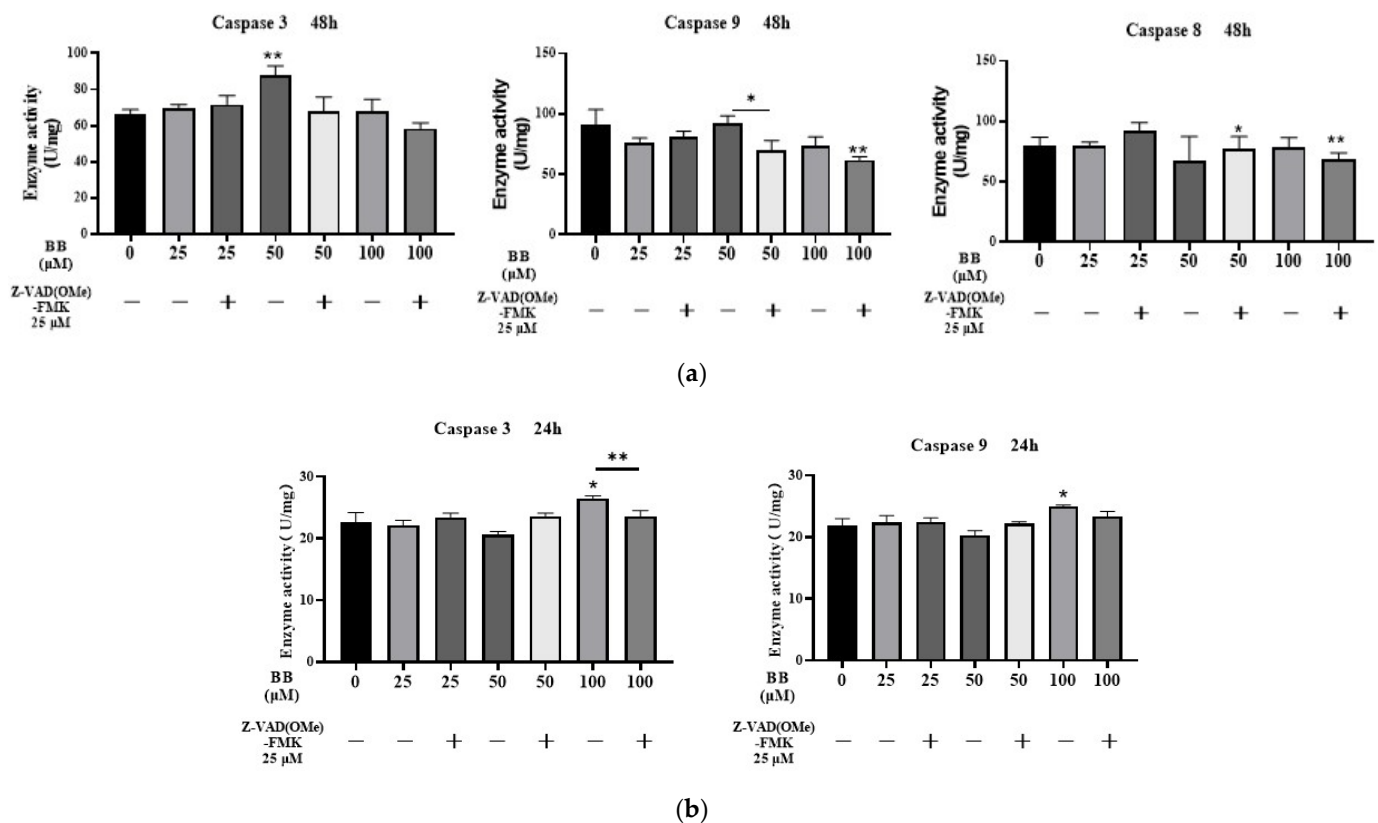 Caspase 3 48h
**
Enzyme activity
(U/mg)
100
80
60
40
20
0
BB
(µM)
0 25 25 50 50 100 100
Z-VAD(OMe)
-FMK
25 µM
— — + — + — +
Caspase 9 48h
*
**
Enzyme activity
(U/mg)
150
100
50
0
BB
(µM)
0 25 25 50 50 100 100
Z-VAD(OMe)
-FMK
25 µM
— — + — + — +
Caspase 8 48h
*
**
Enzyme activity
(U/mg)
150
100
50
0
BB
(µM)
0 25 25 50 50 100 100
Z-VAD(OMe)
-FMK
25 µM
— — + — + — +
(a)
Caspase 3 24h
**
*
Enzyme activity ( U/mg)
30
20
10
0
BB
(µM)
0 25 25 50 50 100 100
Z-VAD(OMe)
-FMK
25 µM
— — + — + — +
Caspase 9 24h
*
Enzyme activity ( U/mg)
30
20
10
0
BB
(µM)
0 25 25 50 50 100 100
Z-VAD(OMe)
-FMK
25 µM
— — + — + — +
(b)